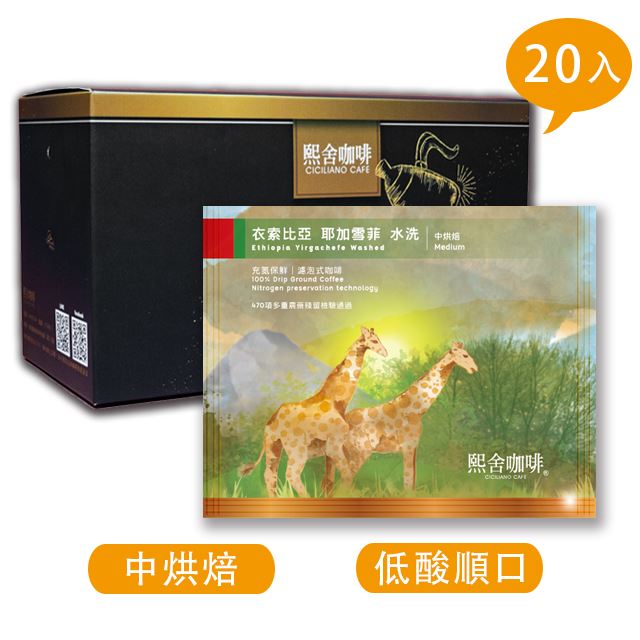 20入
熙舍咖啡
CICILIANO CAFE
衣索比亞 耶加雪菲 水洗
Ethiopia Yirgachefe Washed
中烘焙
Medium
充氮保鮮｜濾泡式咖啡
100% Drip Ground Coffee
Nitrogen preservation technology
470項多重農藥殘留檢驗通過
熙舍咖啡®
CICILIANO CAFE
中烘焙
低酸順口